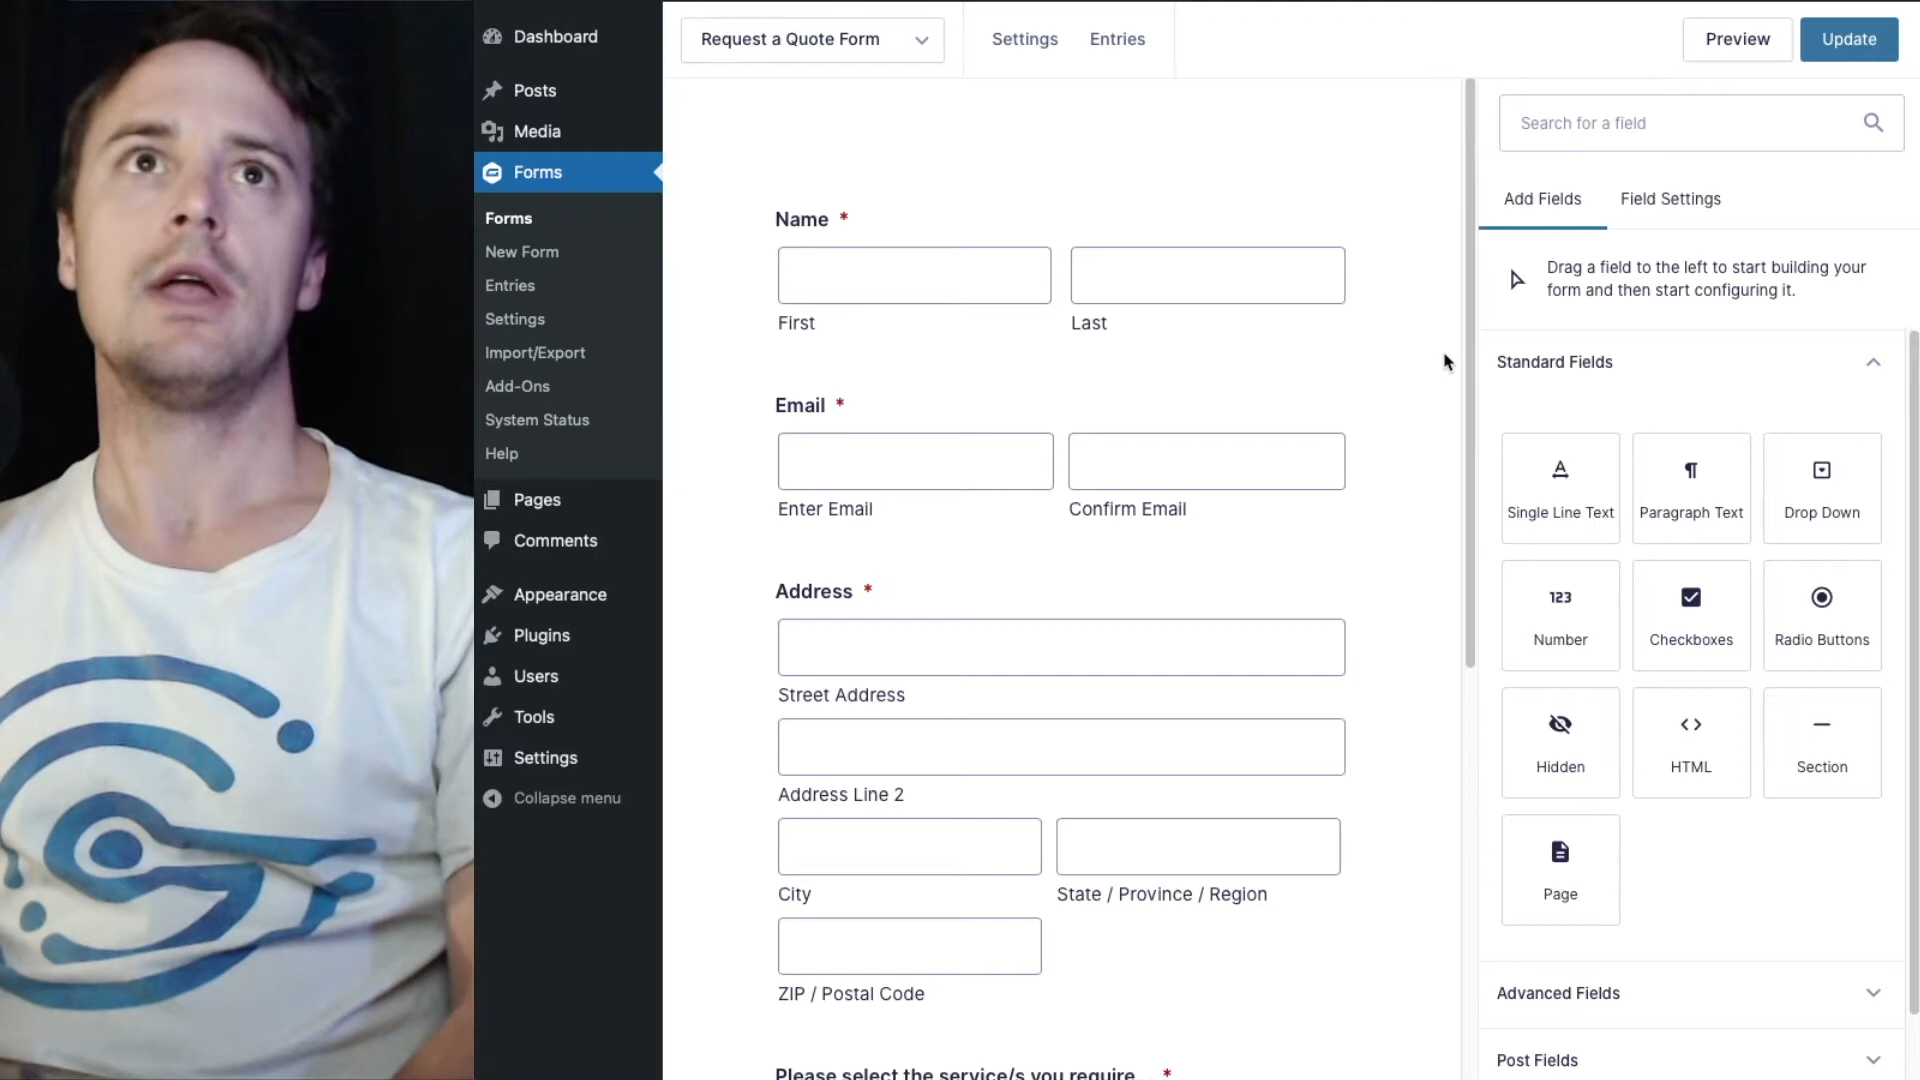 Dashboard
Posts
Media
Forms
Forms
New Form
Entries
Settings
Import/Export
Add-Ons
System Status
Help
Pages
Comments
Appearance
Plugins
Users
Tools
Settings
Collapse menu
Request a Quote Form
Settings
Entries
Preview
Update
Name *
First
Last
Email *
Enter Email
Confirm Email
Address *
Street Address
Address Line 2
City
State / Province / Region
ZIP / Postal Code
Please select the service/s you require... *
Search for a field
Add Fields
Field Settings
Drag a field to the left to start building your
form and then start configuring it.
Standard Fields
Single Line Text
Paragraph Text
Drop Down
123
Number
Checkboxes
Radio Buttons
Hidden
HTML
Section
Page
Advanced Fields
Post Fields